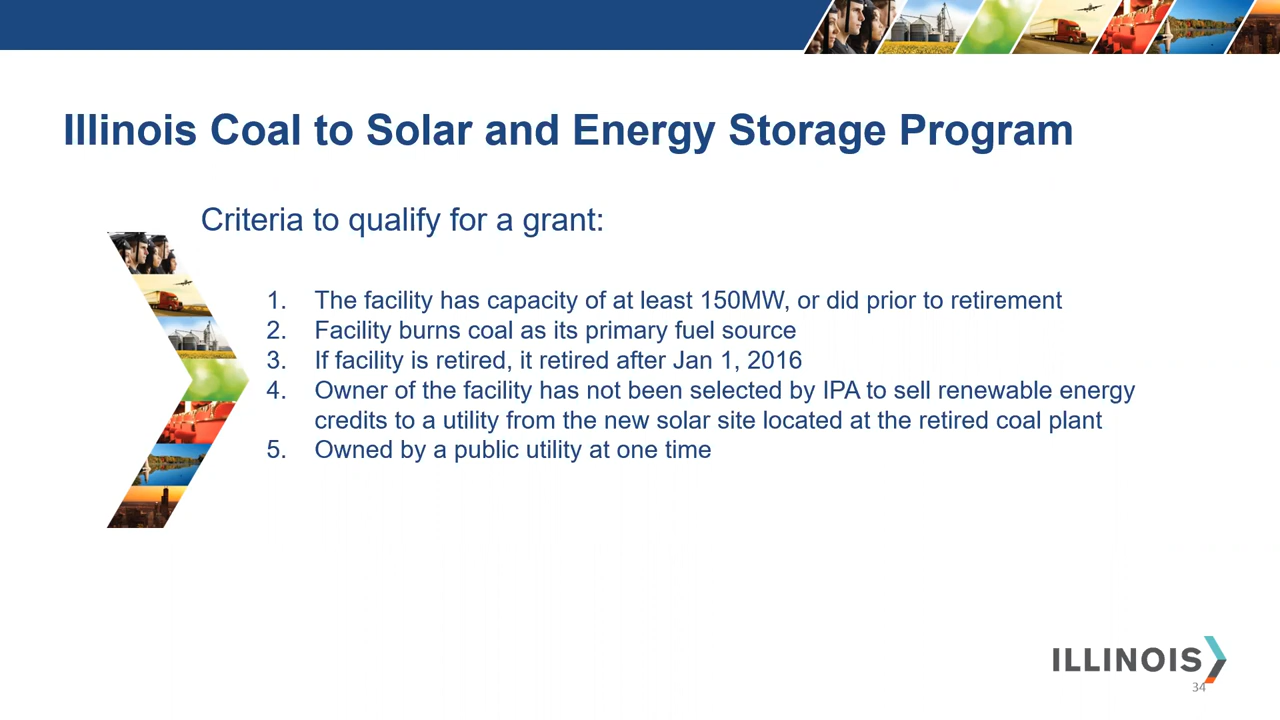 Illinois Coal to Solar and Energy Storage Program
Criteria to qualify for a grant:
1. The facility has capacity of at least 150MW, or did prior to retirement
2. Facility burns coal as its primary fuel source
3. If facility is retired, it retired after Jan 1, 2016
4. Owner of the facility has not been selected by IPA to sell renewable energy
credits to a utility from the new solar site located at the retired coal plant
5. Owned by a public utility at one time
ILLINOIS
34